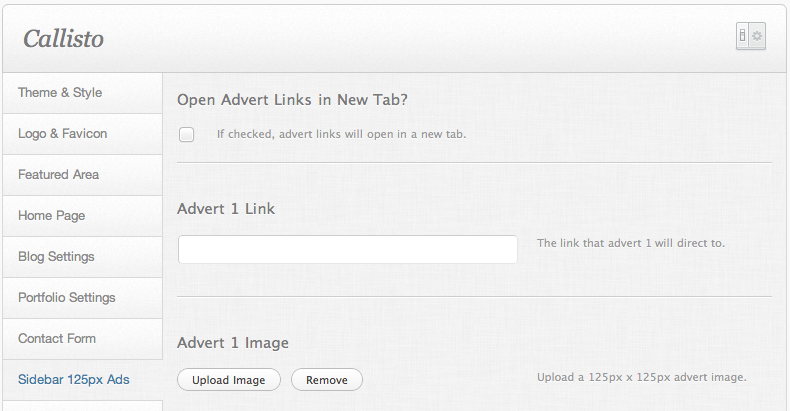 Callisto
Theme & Style
Logo & Favicon
Featured Area
Home Page
Blog Settings
Portfolio Settings
Contact Form
Sidebar 125px Ads
Open Advert Links in New Tab?
If checked, advert links will open in a new tab.
Advert 1 Link
The link that advert 1 will direct to.
Advert 1 Image
Upload Image
Remove
Upload a 125px x 125px advert image.